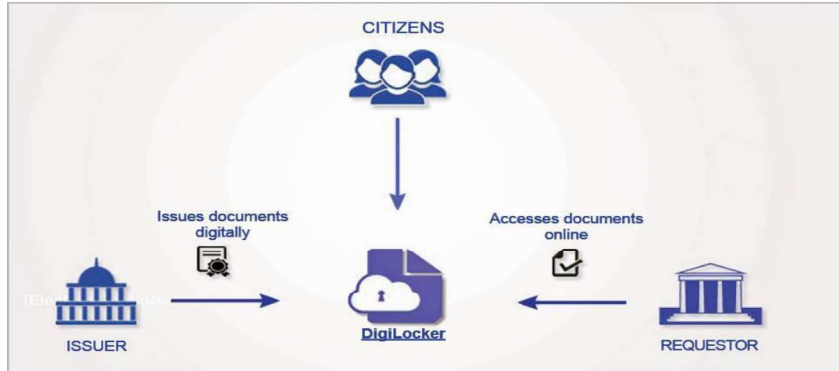 CITIZENS
Issues documents
digitally
Accesses documents
online
DigiLocker
ISSUER
REQUESTOR